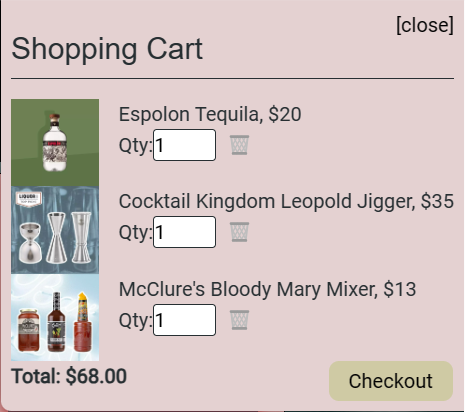 [close]
Shopping Cart
Espolon Tequila, $20
Qty:1
Cocktail Kingdom Leopold Jigger, $35
Qty:1
McClure's Bloody Mary Mixer, $13
Qty:1
Total: $68.00
Checkout